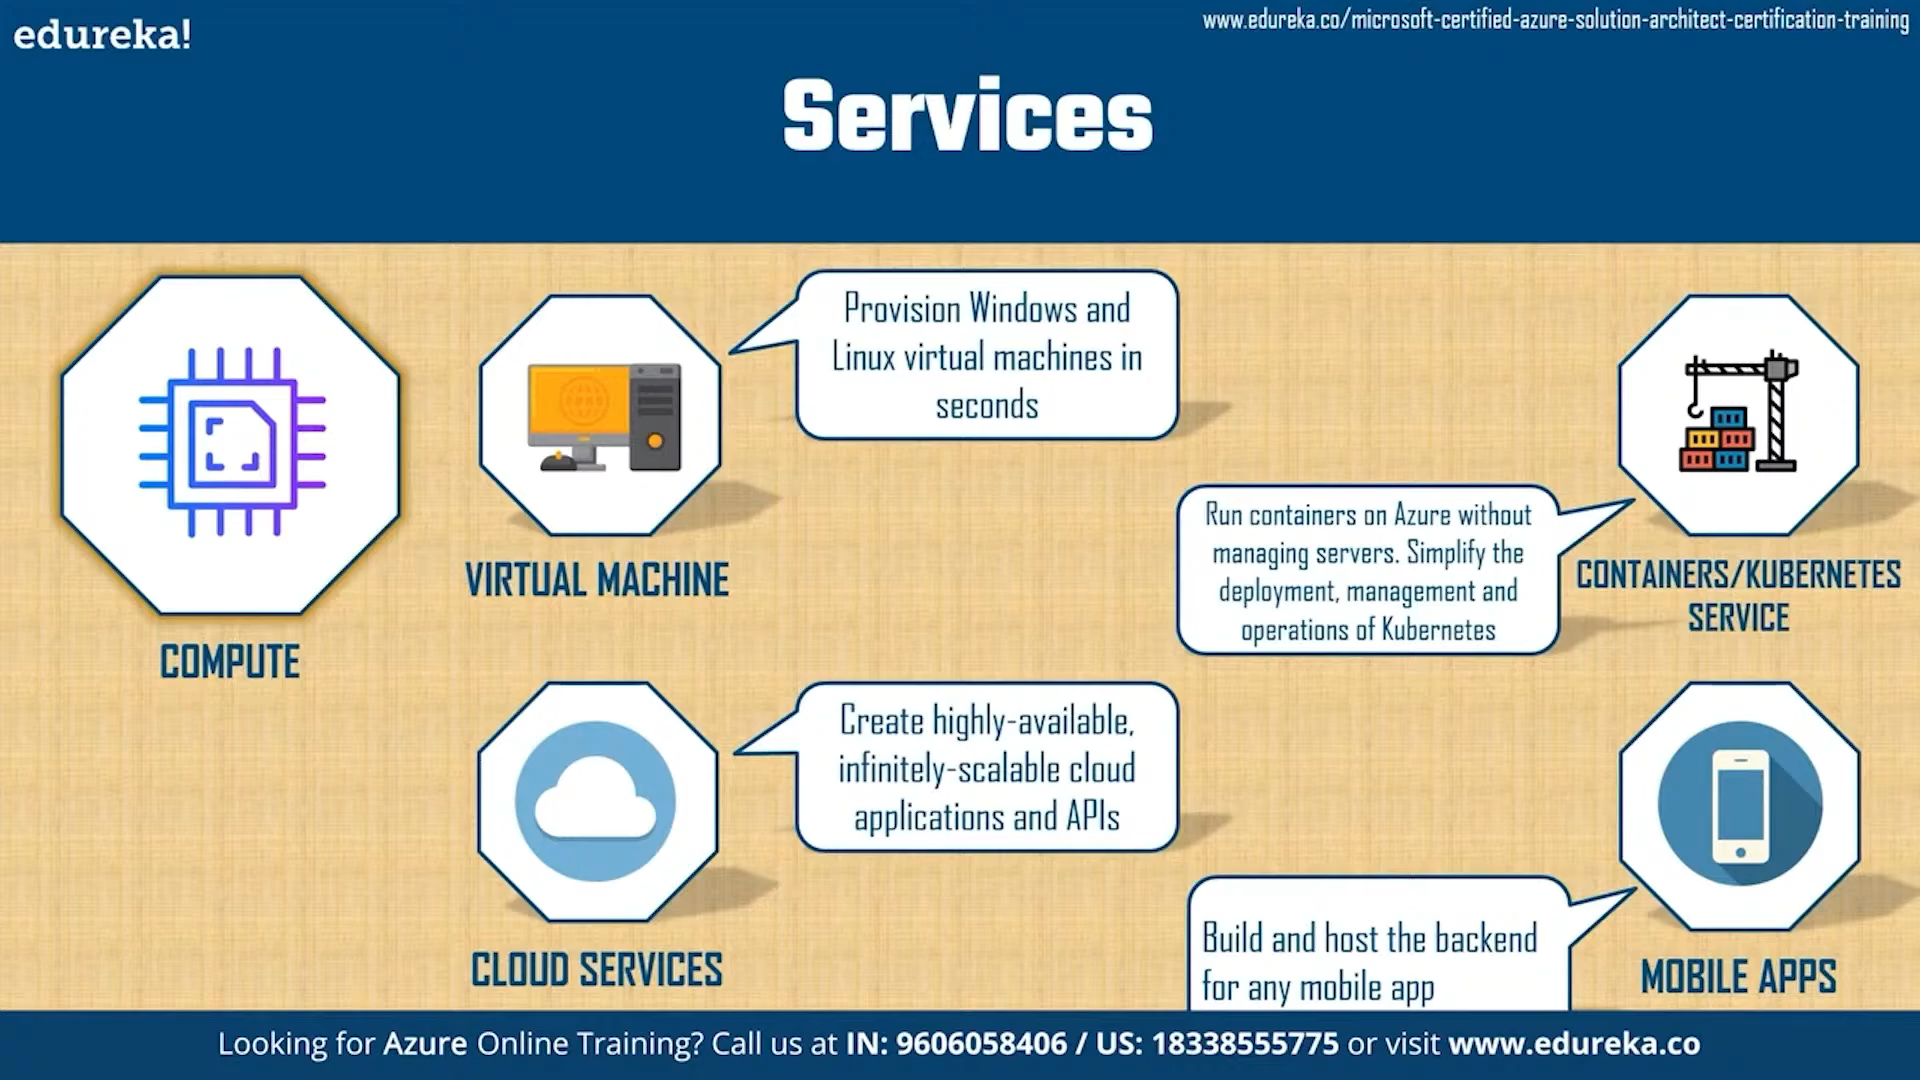 edureka!
www.edureka.co/microsoft-certified-azure-solution-architect-certification-training
Services
Provision Windows and
Linux virtual machines in
seconds
VIRTUAL MACHINE
COMPUTE
Run containers on Azure without
managing servers. Simplify the
deployment, management and
operations of Kubernetes
CONTAINERS/KUBERNETES
SERVICE
Create highly-available,
infinitely-scalable cloud
applications and APIs
CLOUD SERVICES
Build and host the backend
for any mobile app
MOBILE APPS
Looking for Azure Online Training? Call us at IN: 9606058406 / US: 18338555775 or visit www.edureka.co